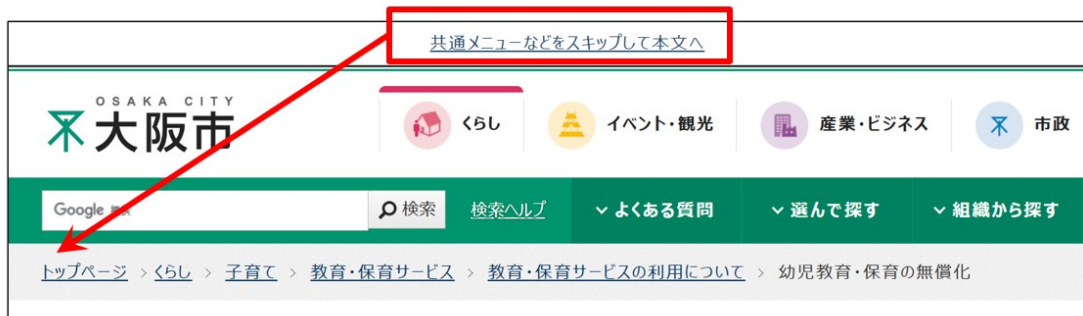 共通メニューなどをスキップして本文へ
OSAKA CITY
大阪市
くらし
イベント・観光
産業・ビジネス
市政
Google
検索
検索ヘルプ
よくある質問
選んで探す
組織から探す
トップページ > くらし > 子育て > 教育・保育サービス > 教育・保育サービスの利用について > 幼児教育・保育の無償化